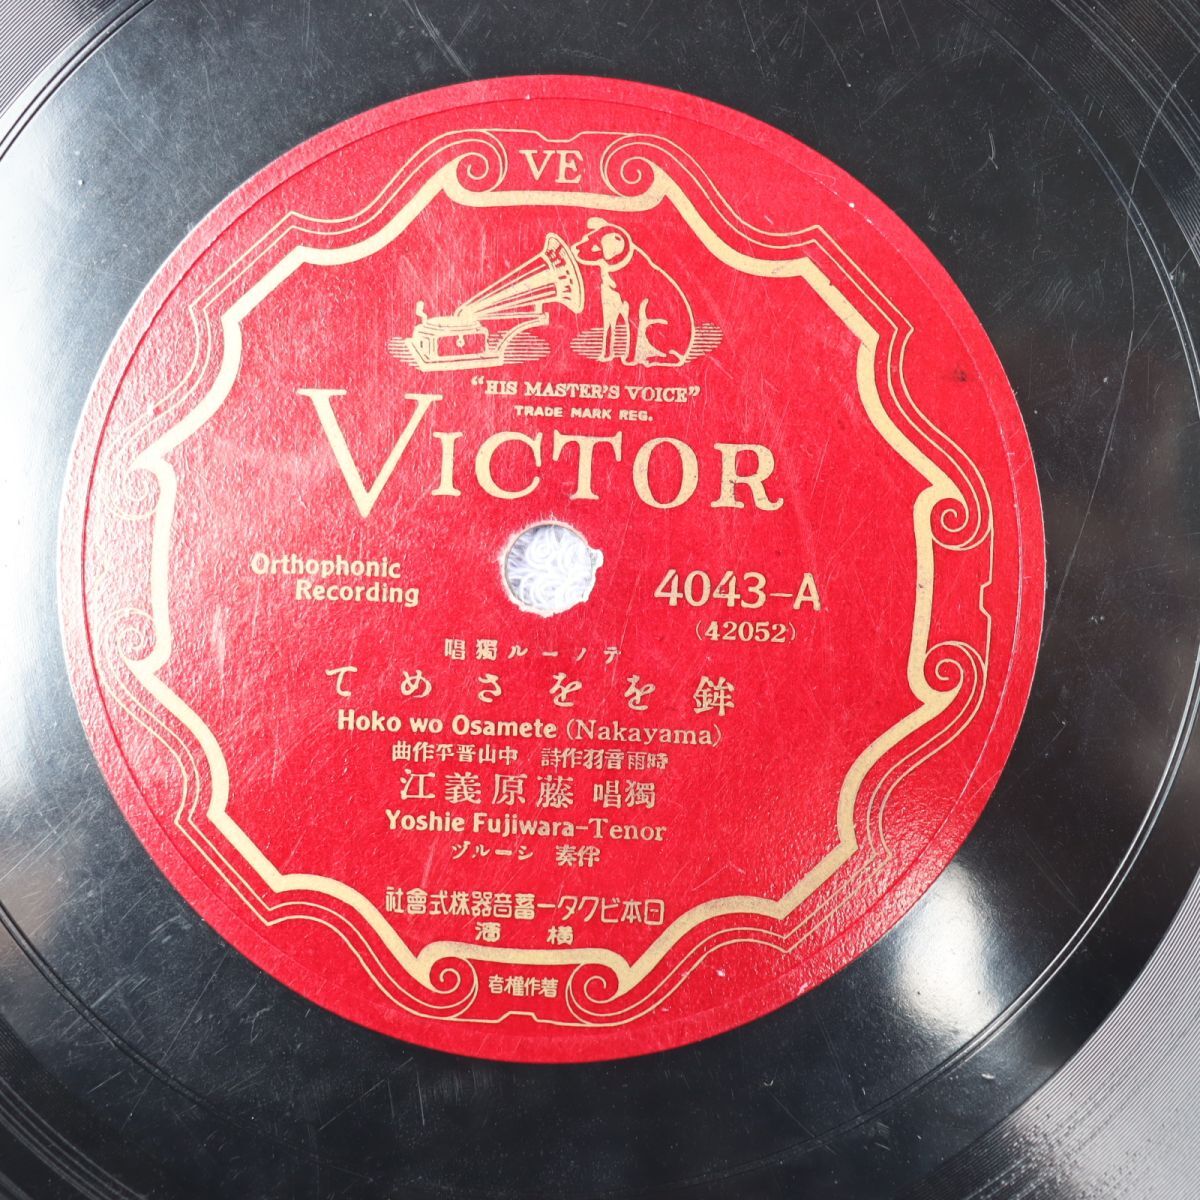 VE
"HIS MASTER'S VOICE"
TRADE MARK REG.
VICTOR
Orthophonic
Recording
4043-A
(42052)
テノール獨唱
鉾ををさめて
Hoko wo Osamete (Nakayama)
時雨音羽作詩 中山晋平作曲
獨唱 藤原義江
Yoshie Fujiwara-Tenor
伴奏 シールヅ
日本ビクター蓄音器株式會社
横濱
著作權者